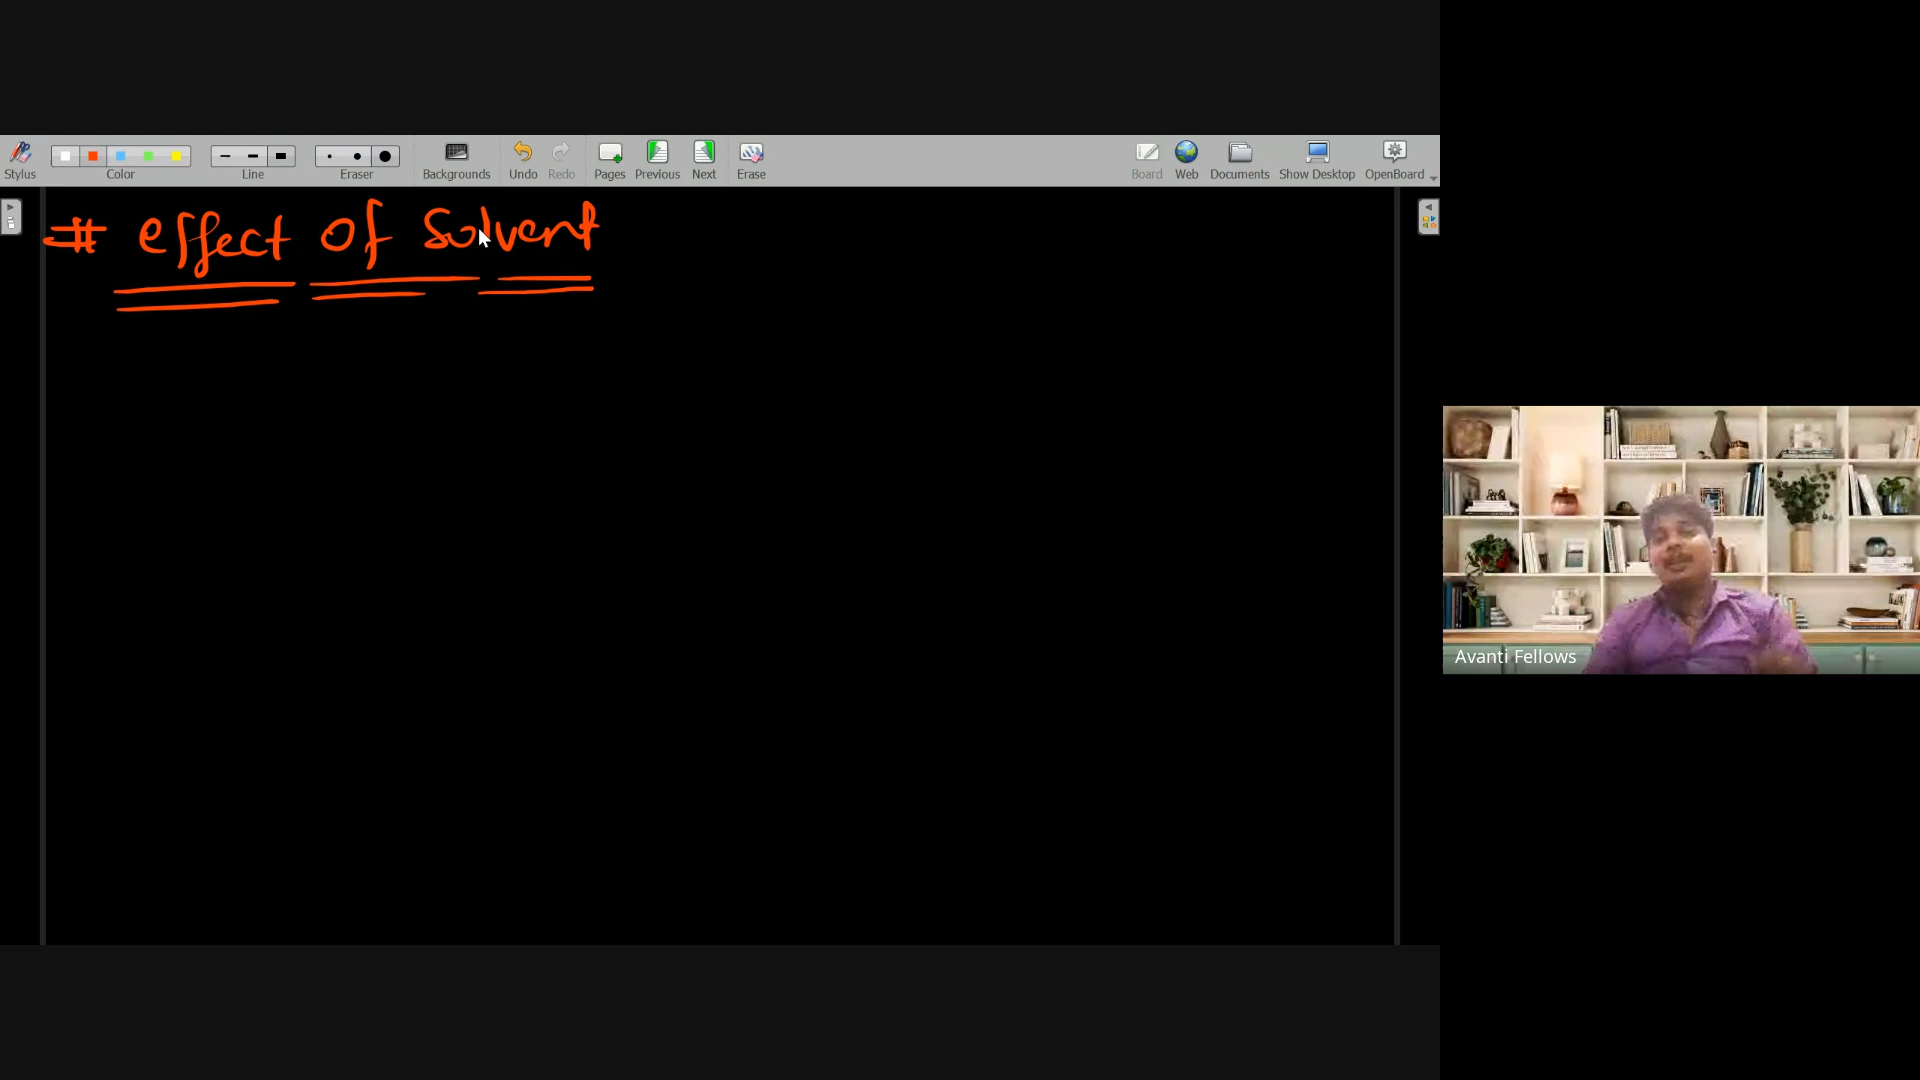 Stylus Color Line Eraser Backgrounds Undo Redo Pages Previous Next Erase Board Web Documents Show Desktop OpenBoard
# effect of Solvent
Avanti Fellows